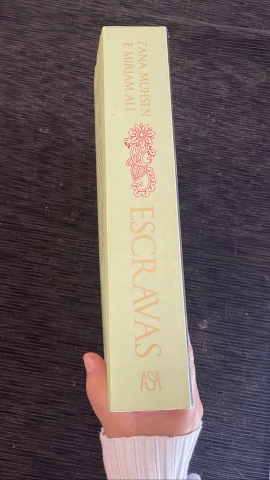 ZANA MUHSEN
E MIRIAM ALI
ESCRAVAS
ASA